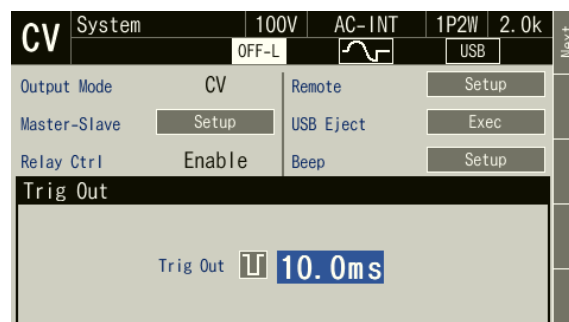 CV System 100V AC-INT 1P2W 2.0k
OFF-L USB
Next
Output Mode CV Remote Setup
Master-Slave Setup USB Eject Exec
Relay Ctrl Enable Beep Setup
Trig Out
Trig Out 10.0ms